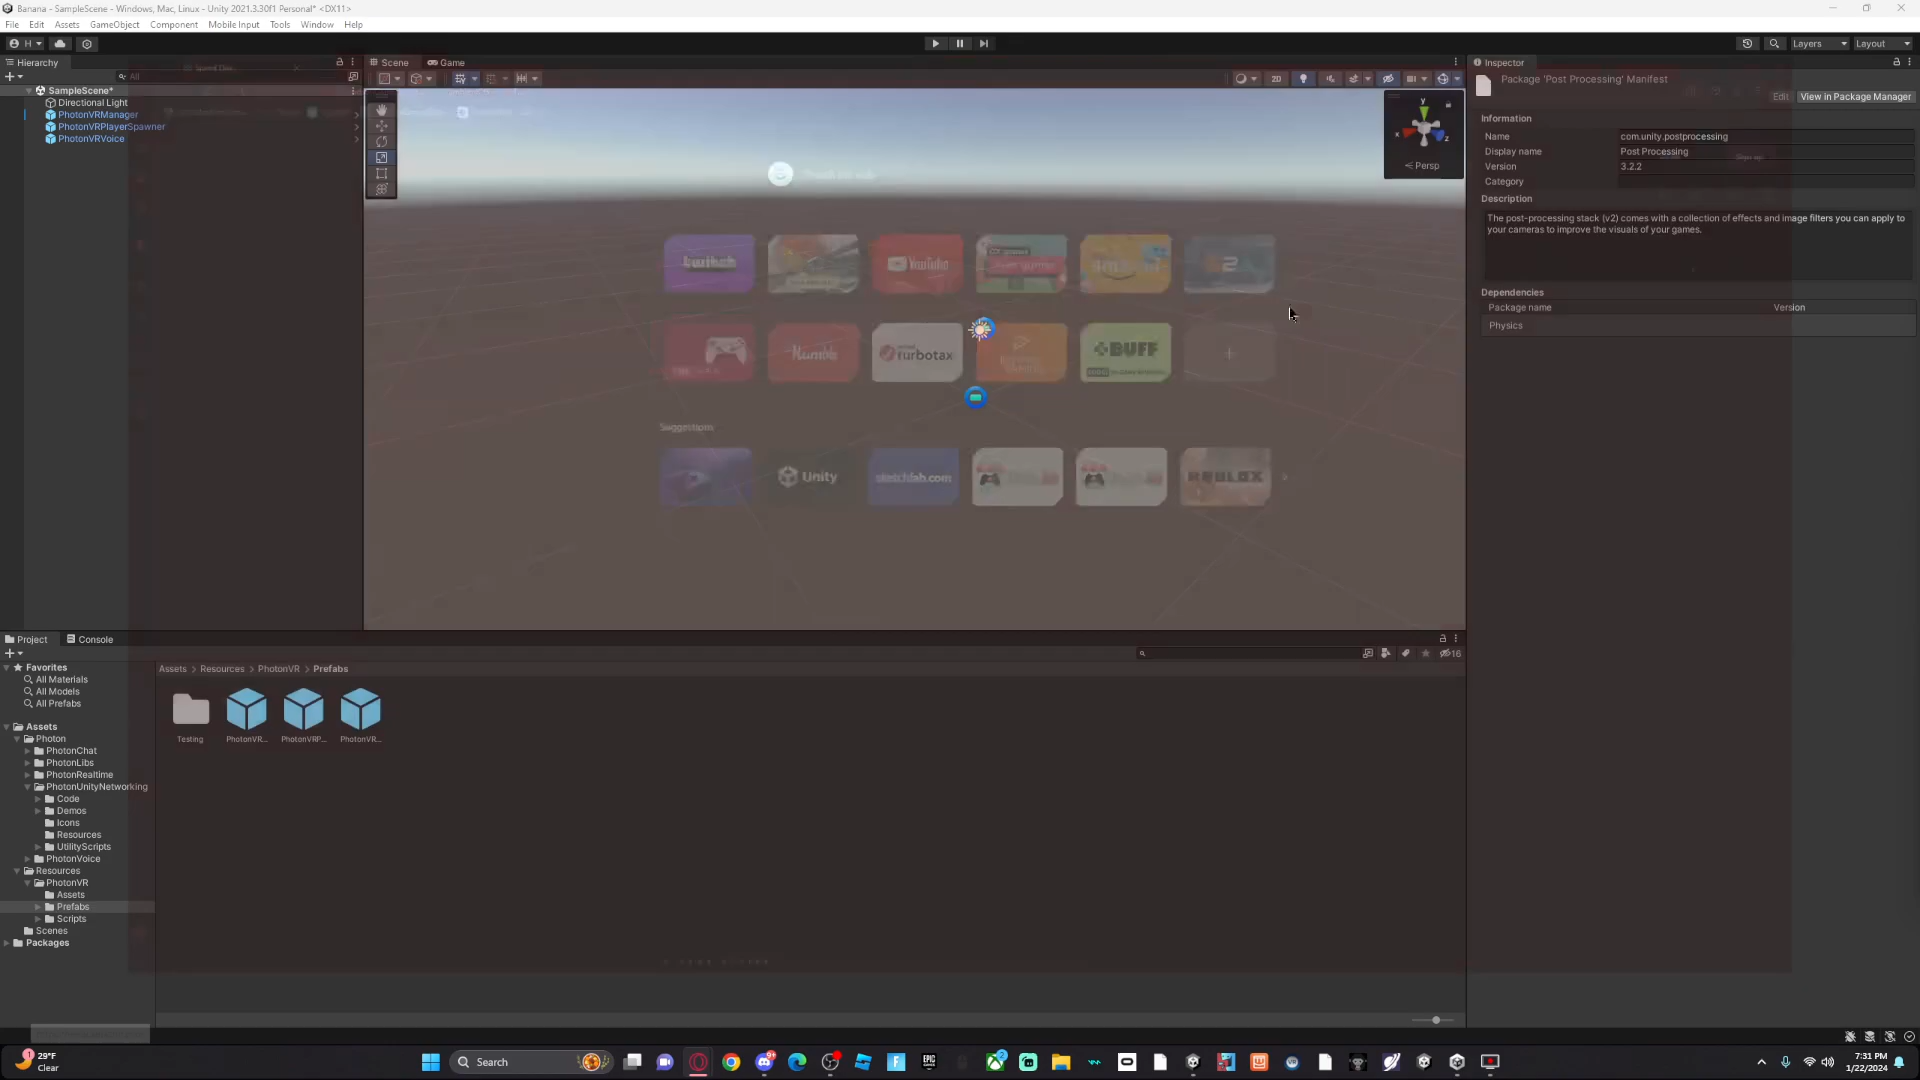 Banana - SampleScene - Windows, Mac, Linux - Unity 2021.3.30f1 Personal* <DX11>
File Edit Assets GameObject Component Mobile Input Tools Window Help
H Layers Layout
Hierarchy Scene Game Inspector
All 2D
SampleScene*
Directional Light
PhotonVRManager
PhotonVRPlayerSpawner
PhotonVRVoice
y
x z
Persp
Package 'Post Processing' Manifest
Edit View in Package Manager
Information
Name com.unity.postprocessing
Display name Post Processing
Version 3.2.2
Category
Description
The post-processing stack (v2) comes with a collection of effects and image filters you can apply to
your cameras to improve the visuals of your games.
Dependencies
Package name Version
Physics
twitch YouTube
Rumble turbotax BUFF
Suggestions
Unity sketchfab.com ROBLOX
Project Console
16
Favorites
All Materials
All Models
All Prefabs
Assets
Photon
PhotonChat
PhotonLibs
PhotonRealtime
PhotonUnityNetworking
Code
Demos
Icons
Resources
UtilityScripts
PhotonVoice
Resources
PhotonVR
Assets
Prefabs
Scripts
Scenes
Packages
Assets > Resources > PhotonVR > Prefabs
Testing PhotonVR... PhotonVRP... PhotonVR...
29°F
Clear
Search
EPIC
7:31 PM
1/22/2024